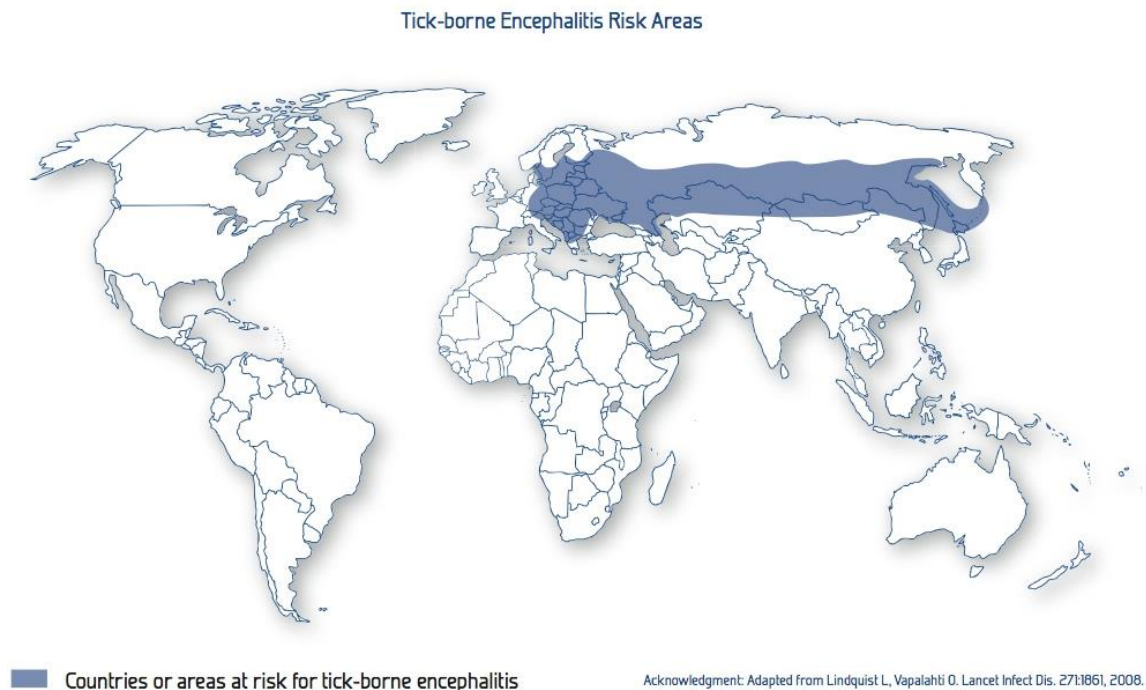 Tick-borne Encephalitis Risk Areas
Countries or areas at risk for tick-borne encephalitis
Acknowledgment: Adapted from Lindquist L, Vapalahti O. Lancet Infect Dis. 271:1861, 2008.